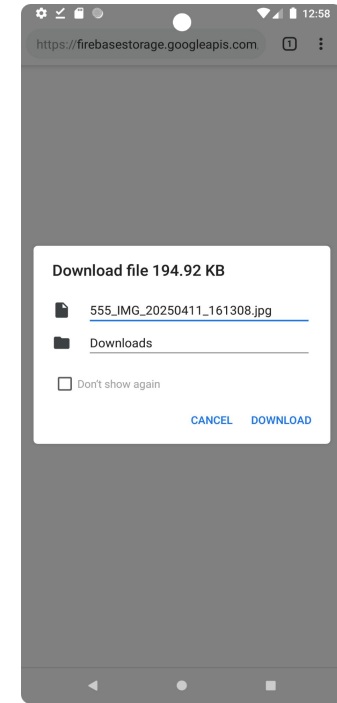 12:58
https://firebasestorage.googleapis.com.
1
Download file 194.92 KB
555_IMG_20250411_161308.jpg
Downloads
Don't show again
CANCEL DOWNLOAD